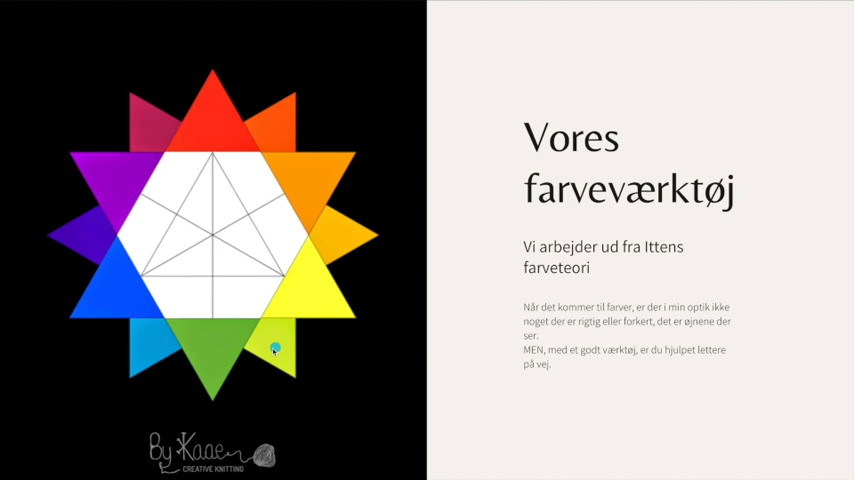 Vores
farveværktøj
Vi arbejder ud fra Ittens
farveteori
Når det kommer til farver, er der i min optik ikke
noget der er rigtig eller forkert, det er øjnene der
ser.
MEN, med et godt værktøj, er du hjulpet lettere
på vej.
By Kaae
CREATIVE KNITTING